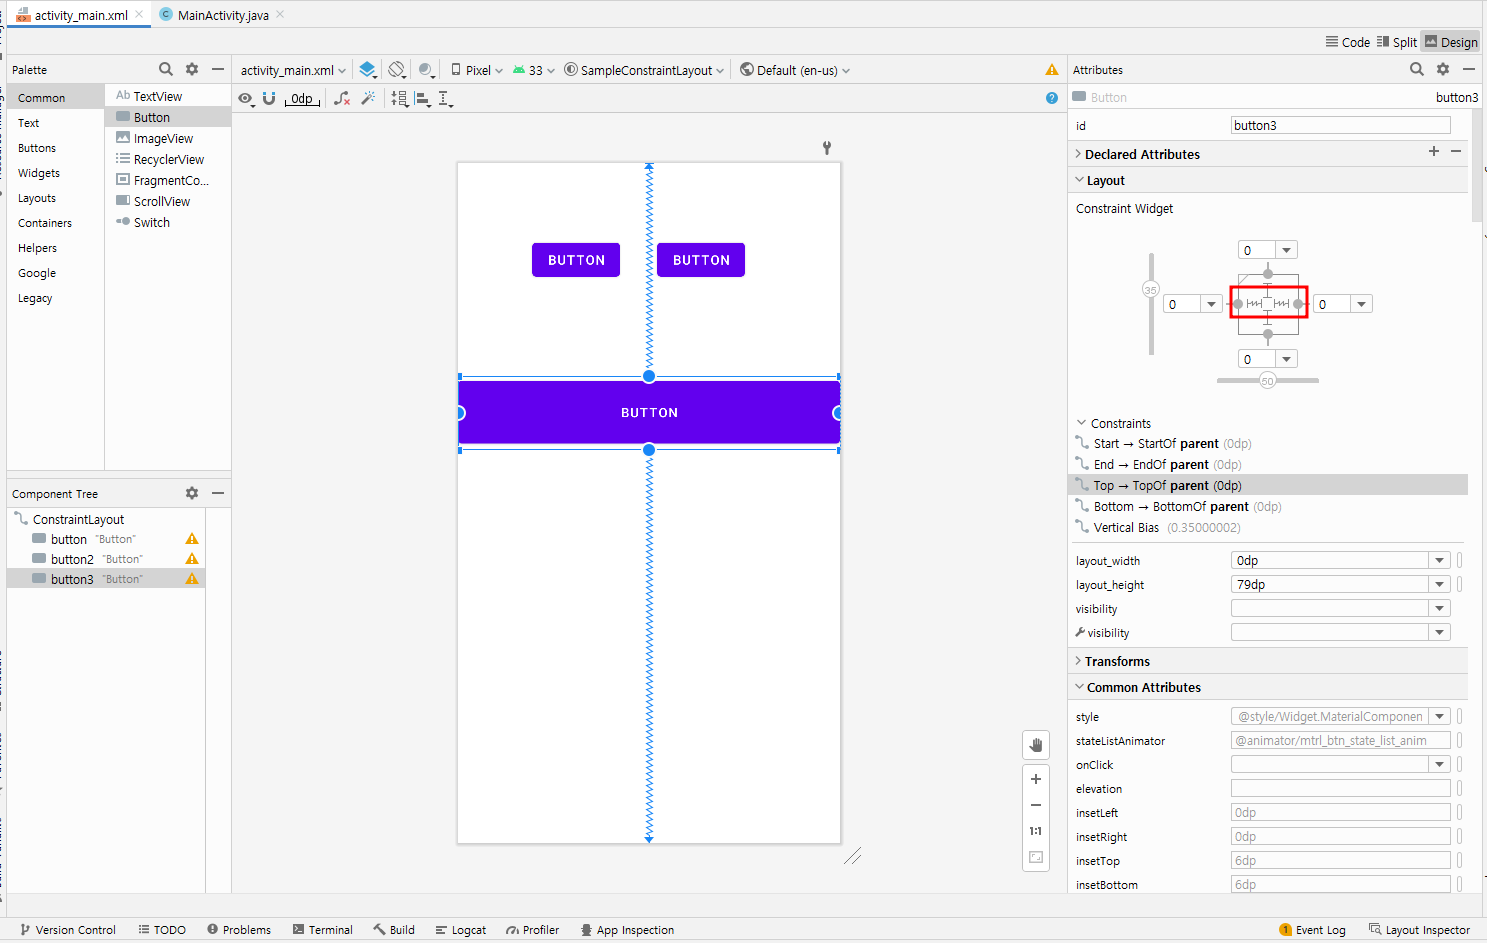 activity_main.xml
MainActivity.java
Code
Split
Design
Palette
activity_main.xml
Pixel
33
SampleConstraintLayout
Default (en-us)
Attributes
0dp
Common
Text
Buttons
Widgets
Layouts
Containers
Helpers
Google
Legacy
Ab TextView
Button
ImageView
RecyclerView
FragmentCo...
ScrollView
Switch
BUTTON
BUTTON
BUTTON
1:1
Component Tree
ConstraintLayout
button "Button"
button2 "Button"
button3 "Button"
Button
button3
id
button3
Declared Attributes
Layout
Constraint Widget
0
35
0
0
0
50
Constraints
Start → StartOf parent (0dp)
End → EndOf parent (0dp)
Top → TopOf parent (0dp)
Bottom → BottomOf parent (0dp)
Vertical Bias (0.35000002)
layout_width 0dp
layout_height 79dp
visibility
visibility
Transforms
Common Attributes
style @style/Widget.MaterialComponen
stateListAnimator @animator/mtrl_btn_state_list_anim
onClick
elevation
insetLeft 0dp
insetRight 0dp
insetTop 6dp
insetBottom 6dp
Version Control
TODO
Problems
Terminal
Build
Logcat
Profiler
App Inspection
1 Event Log
Layout Inspector